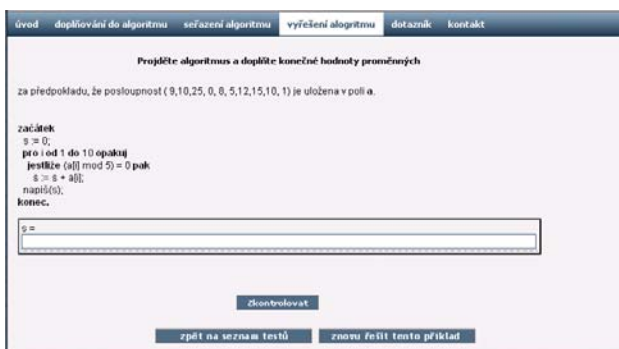 úvod doplňování do algoritmu seřazení algoritmu vyřešení alogritmu dotazník kontakt
Projděte algoritmus a doplňte konečné hodnoty proměnných
za předpokladu, že posloupnost ( 9,10,25, 0, 8, 5,12,15,10, 1) je uložena v poli a.
začátek
s := 0;
pro i od 1 do 10 opakuj
jestliže (a[i] mod 5) = 0 pak
s := s + a[i];
napiš(s);
konec.
s =
Zkontrolovat
zpět na seznam testů znovu řešit tento příklad